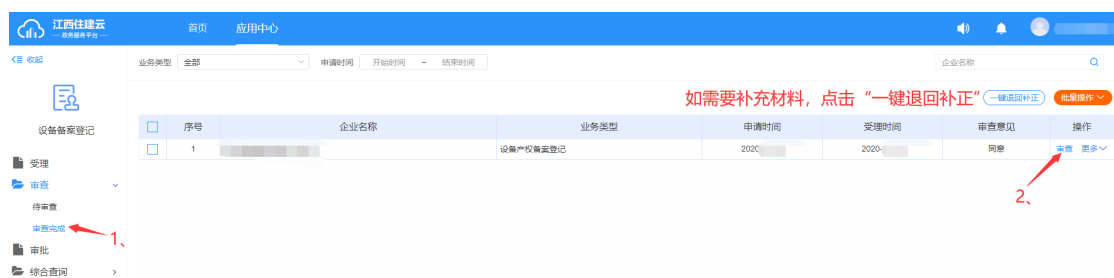 江西住建云
政务服务平台
首页 应用中心
收起
业务类型 全部 申请时间 开始时间 ~ 结束时间 企业名称
如需要补充材料，点击“一键退回补正” 一键退回补正 批量操作
设备备案登记
序号 企业名称 业务类型 申请时间 受理时间 审查意见 操作
1 设备产权备案登记 2020 2020- 同意 审查 更多
受理
审查
待审查
审查完成
1、
2、
审批
综合查询